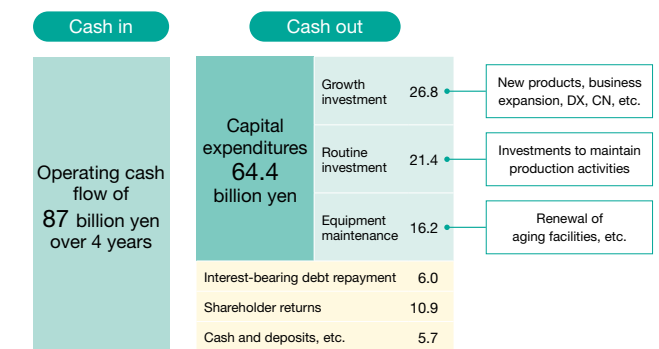 Cash in
Cash out
Operating cash
flow of
87 billion yen
over 4 years
Capital
expenditures
64.4
billion yen
Growth
investment 26.8
Routine
investment 21.4
Equipment
maintenance 16.2
New products, business
expansion, DX, CN, etc.
Investments to maintain
production activities
Renewal of
aging facilities, etc.
Interest-bearing debt repayment 6.0
Shareholder returns 10.9
Cash and deposits, etc. 5.7